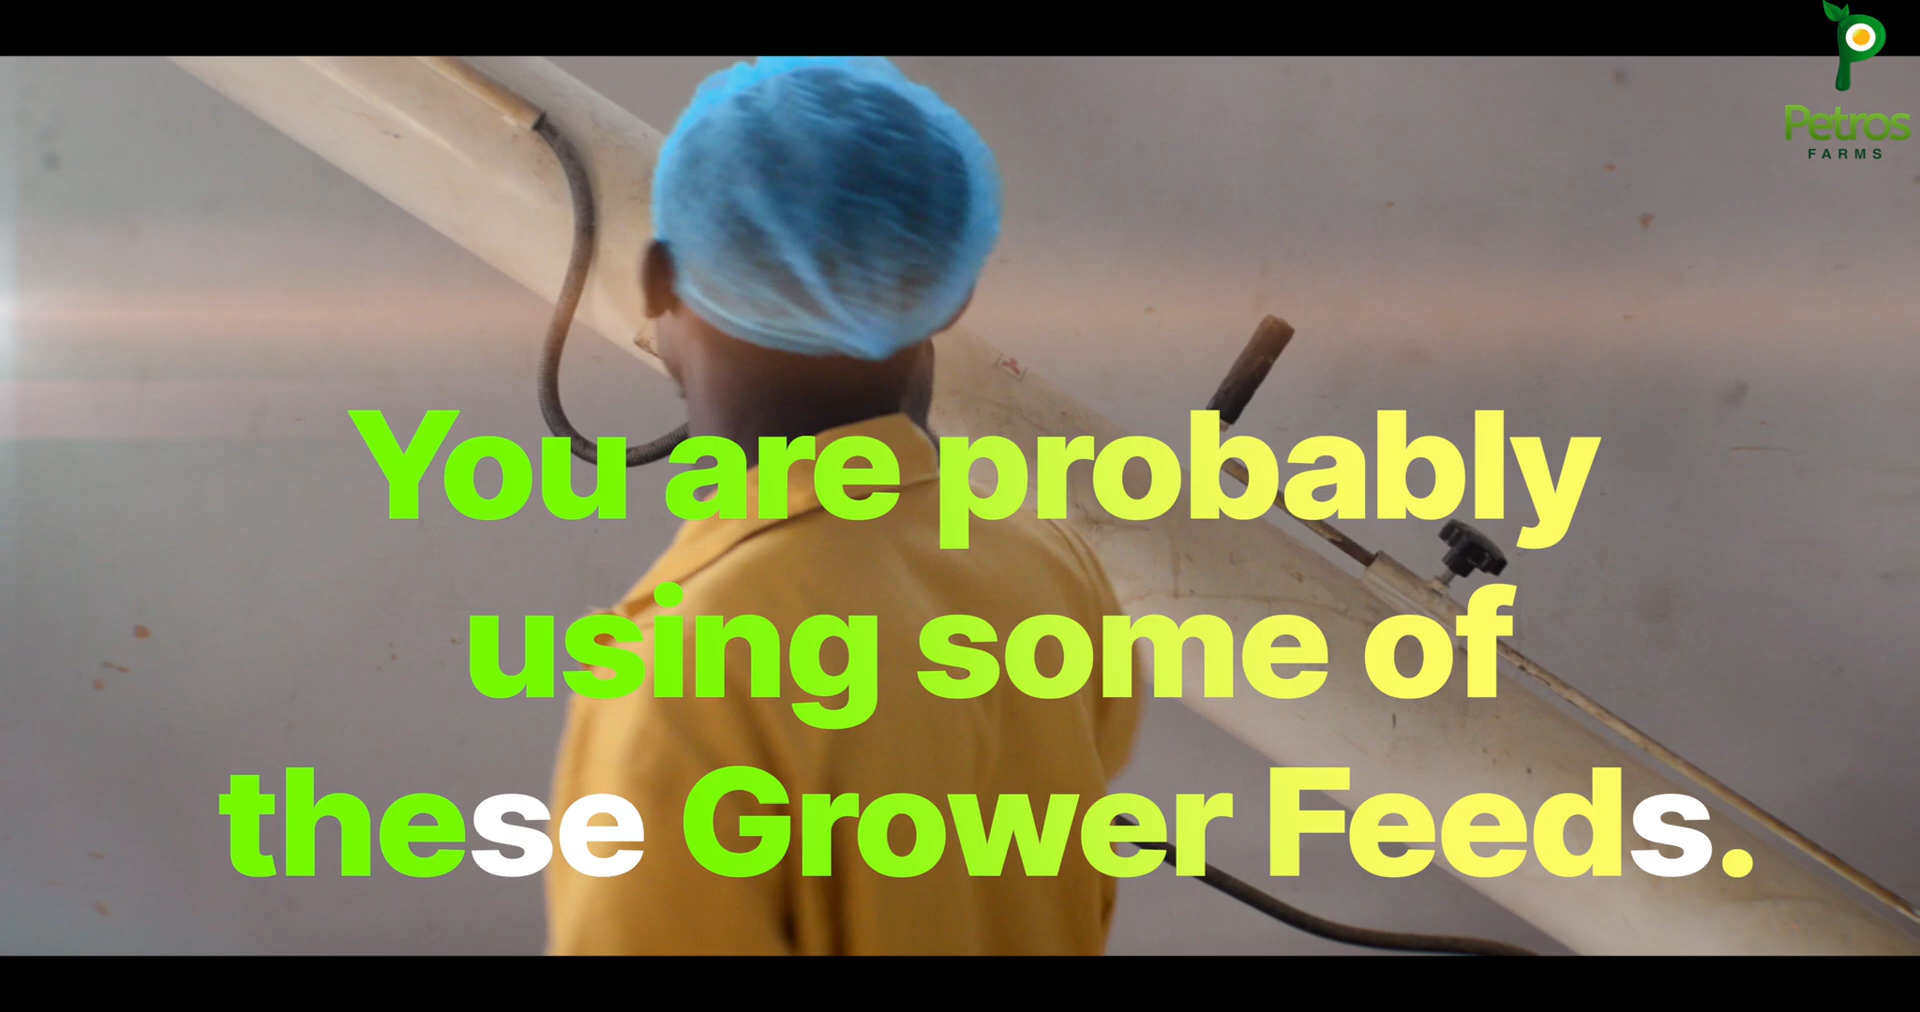 Petros
FARMS
You are probably
using some of
these Grower Feeds.